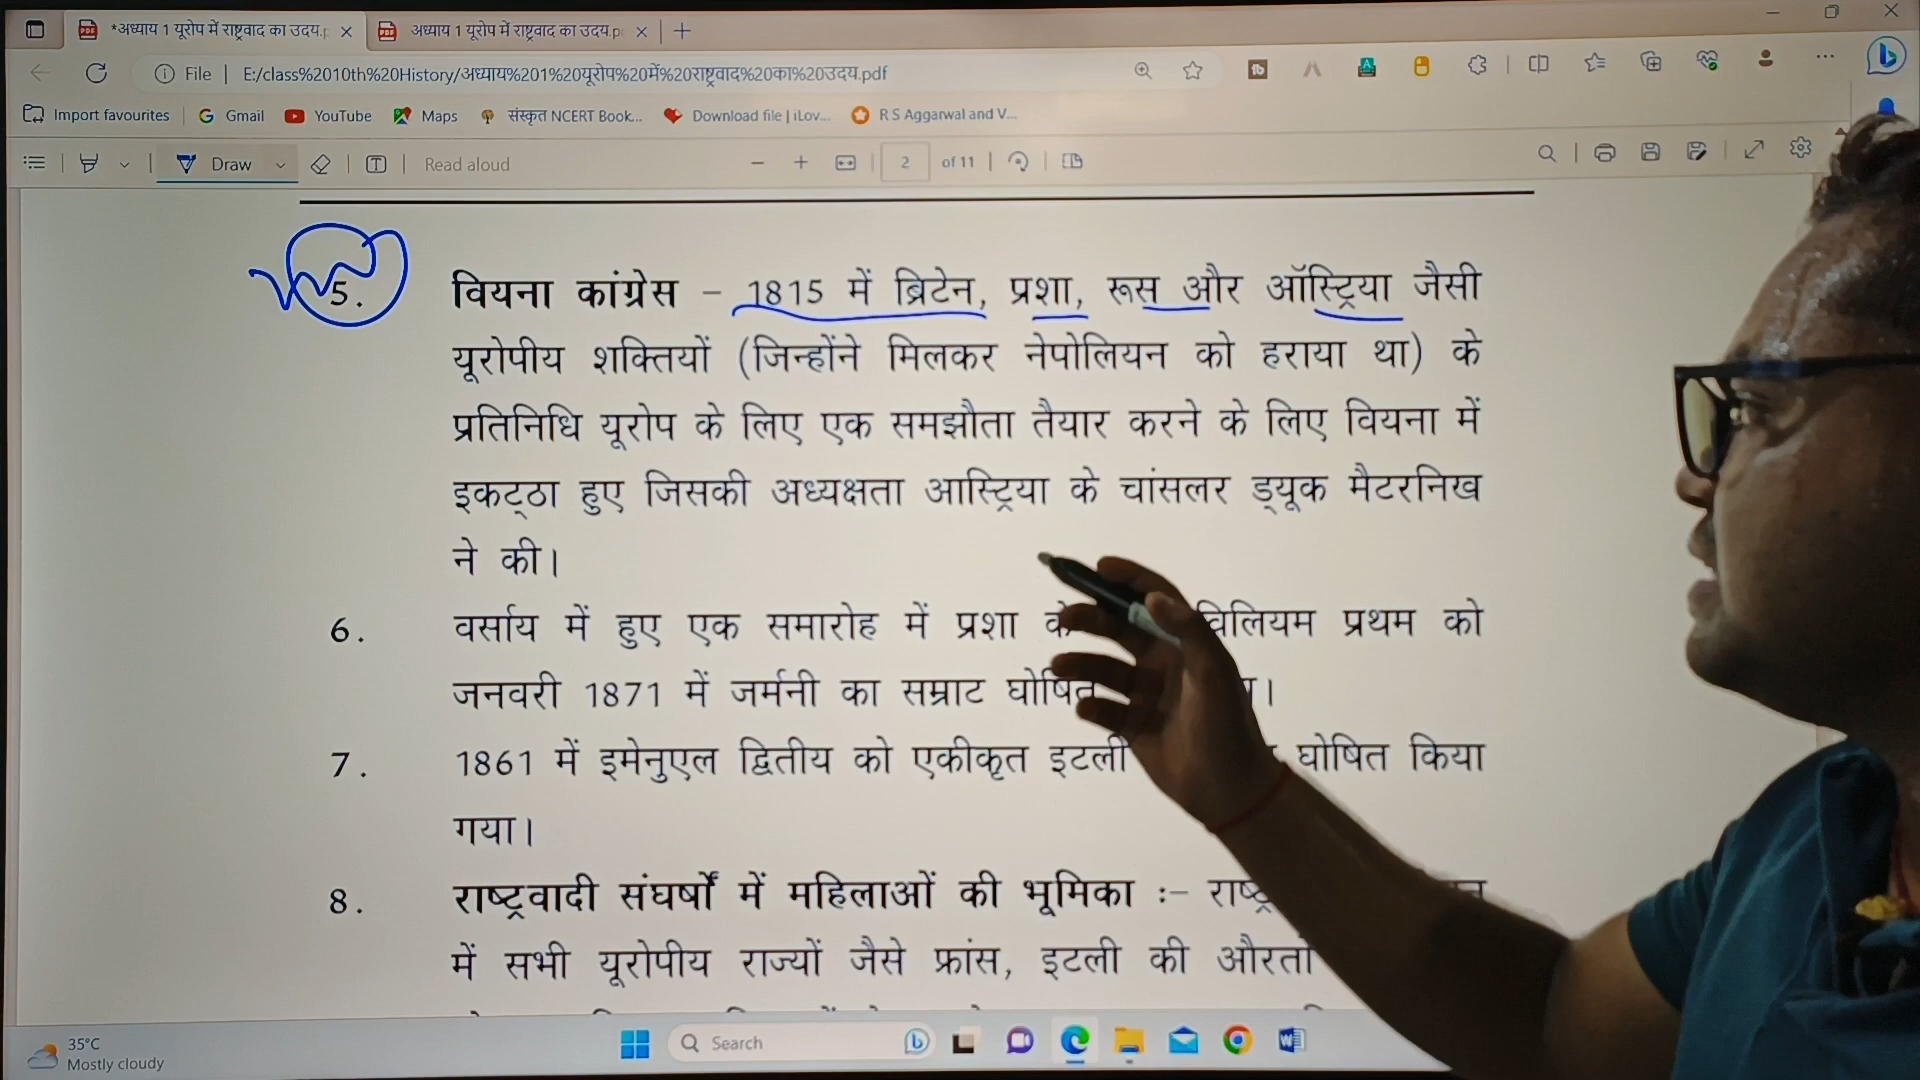 *अध्याय 1 यूरोप में राष्ट्रवाद का उदय.p
अध्याय 1 यूरोप में राष्ट्रवाद का उदय.p
File | E:/class%2010th%20History/अध्याय%201%20यूरोप%20में%20राष्ट्रवाद%20का%20उदय.pdf
Import favourites Gmail YouTube Maps संस्कृत NCERT Book... Download file | iLov... R S Aggarwal and V...
Draw Read aloud 2 of 11
5. वियना कांग्रेस – 1815 में ब्रिटेन, प्रशा, रूस और ऑस्ट्रिया जैसी
यूरोपीय शक्तियों (जिन्होंने मिलकर नेपोलियन को हराया था) के
प्रतिनिधि यूरोप के लिए एक समझौता तैयार करने के लिए वियना में
इकट्ठा हुए जिसकी अध्यक्षता आस्ट्रिया के चांसलर ड्यूक मैटरनिख
ने की।
6. वर्साय में हुए एक समारोह में प्रशा के विलियम प्रथम को
जनवरी 1871 में जर्मनी का सम्राट घोषित
7. 1861 में इमेनुएल द्वितीय को एकीकृत इटली घोषित किया
गया।
8. राष्ट्रवादी संघर्षों में महिलाओं की भूमिका :–
में सभी यूरोपीय राज्यों जैसे फ्रांस, इटली की
35°C
Mostly cloudy
Search